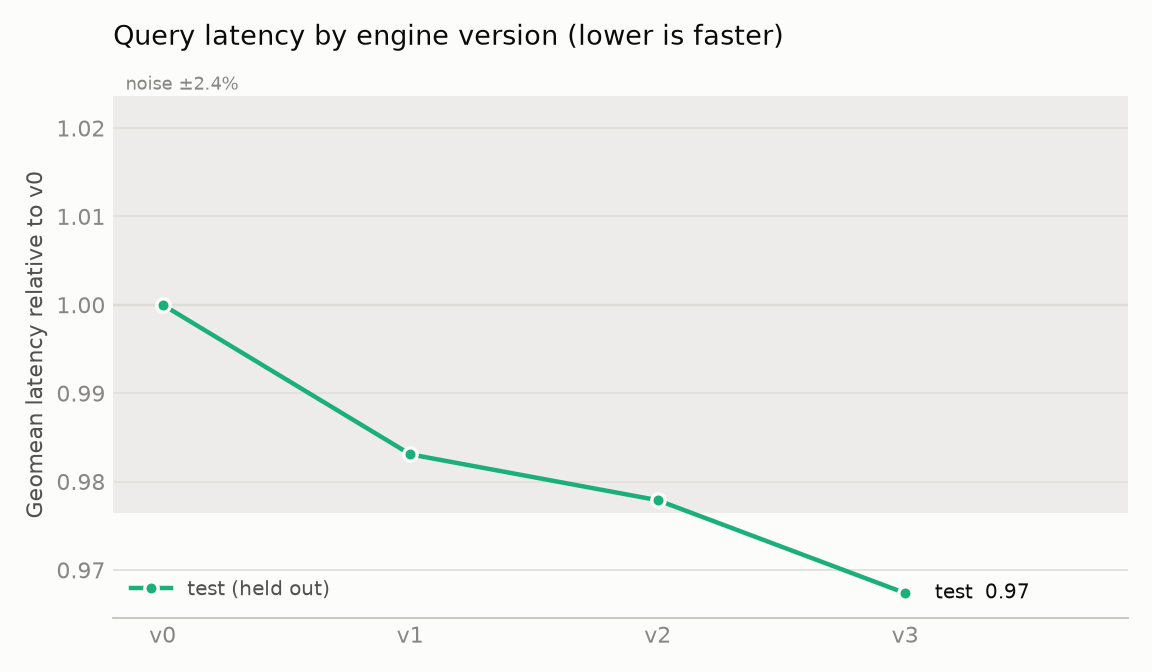 Query latency by engine version (lower is faster)
noise ±2.4%
Geomean latency relative to v0
1.02
1.01
1.00
0.99
0.98
0.97
test (held out)
test 0.97
v0 v1 v2 v3